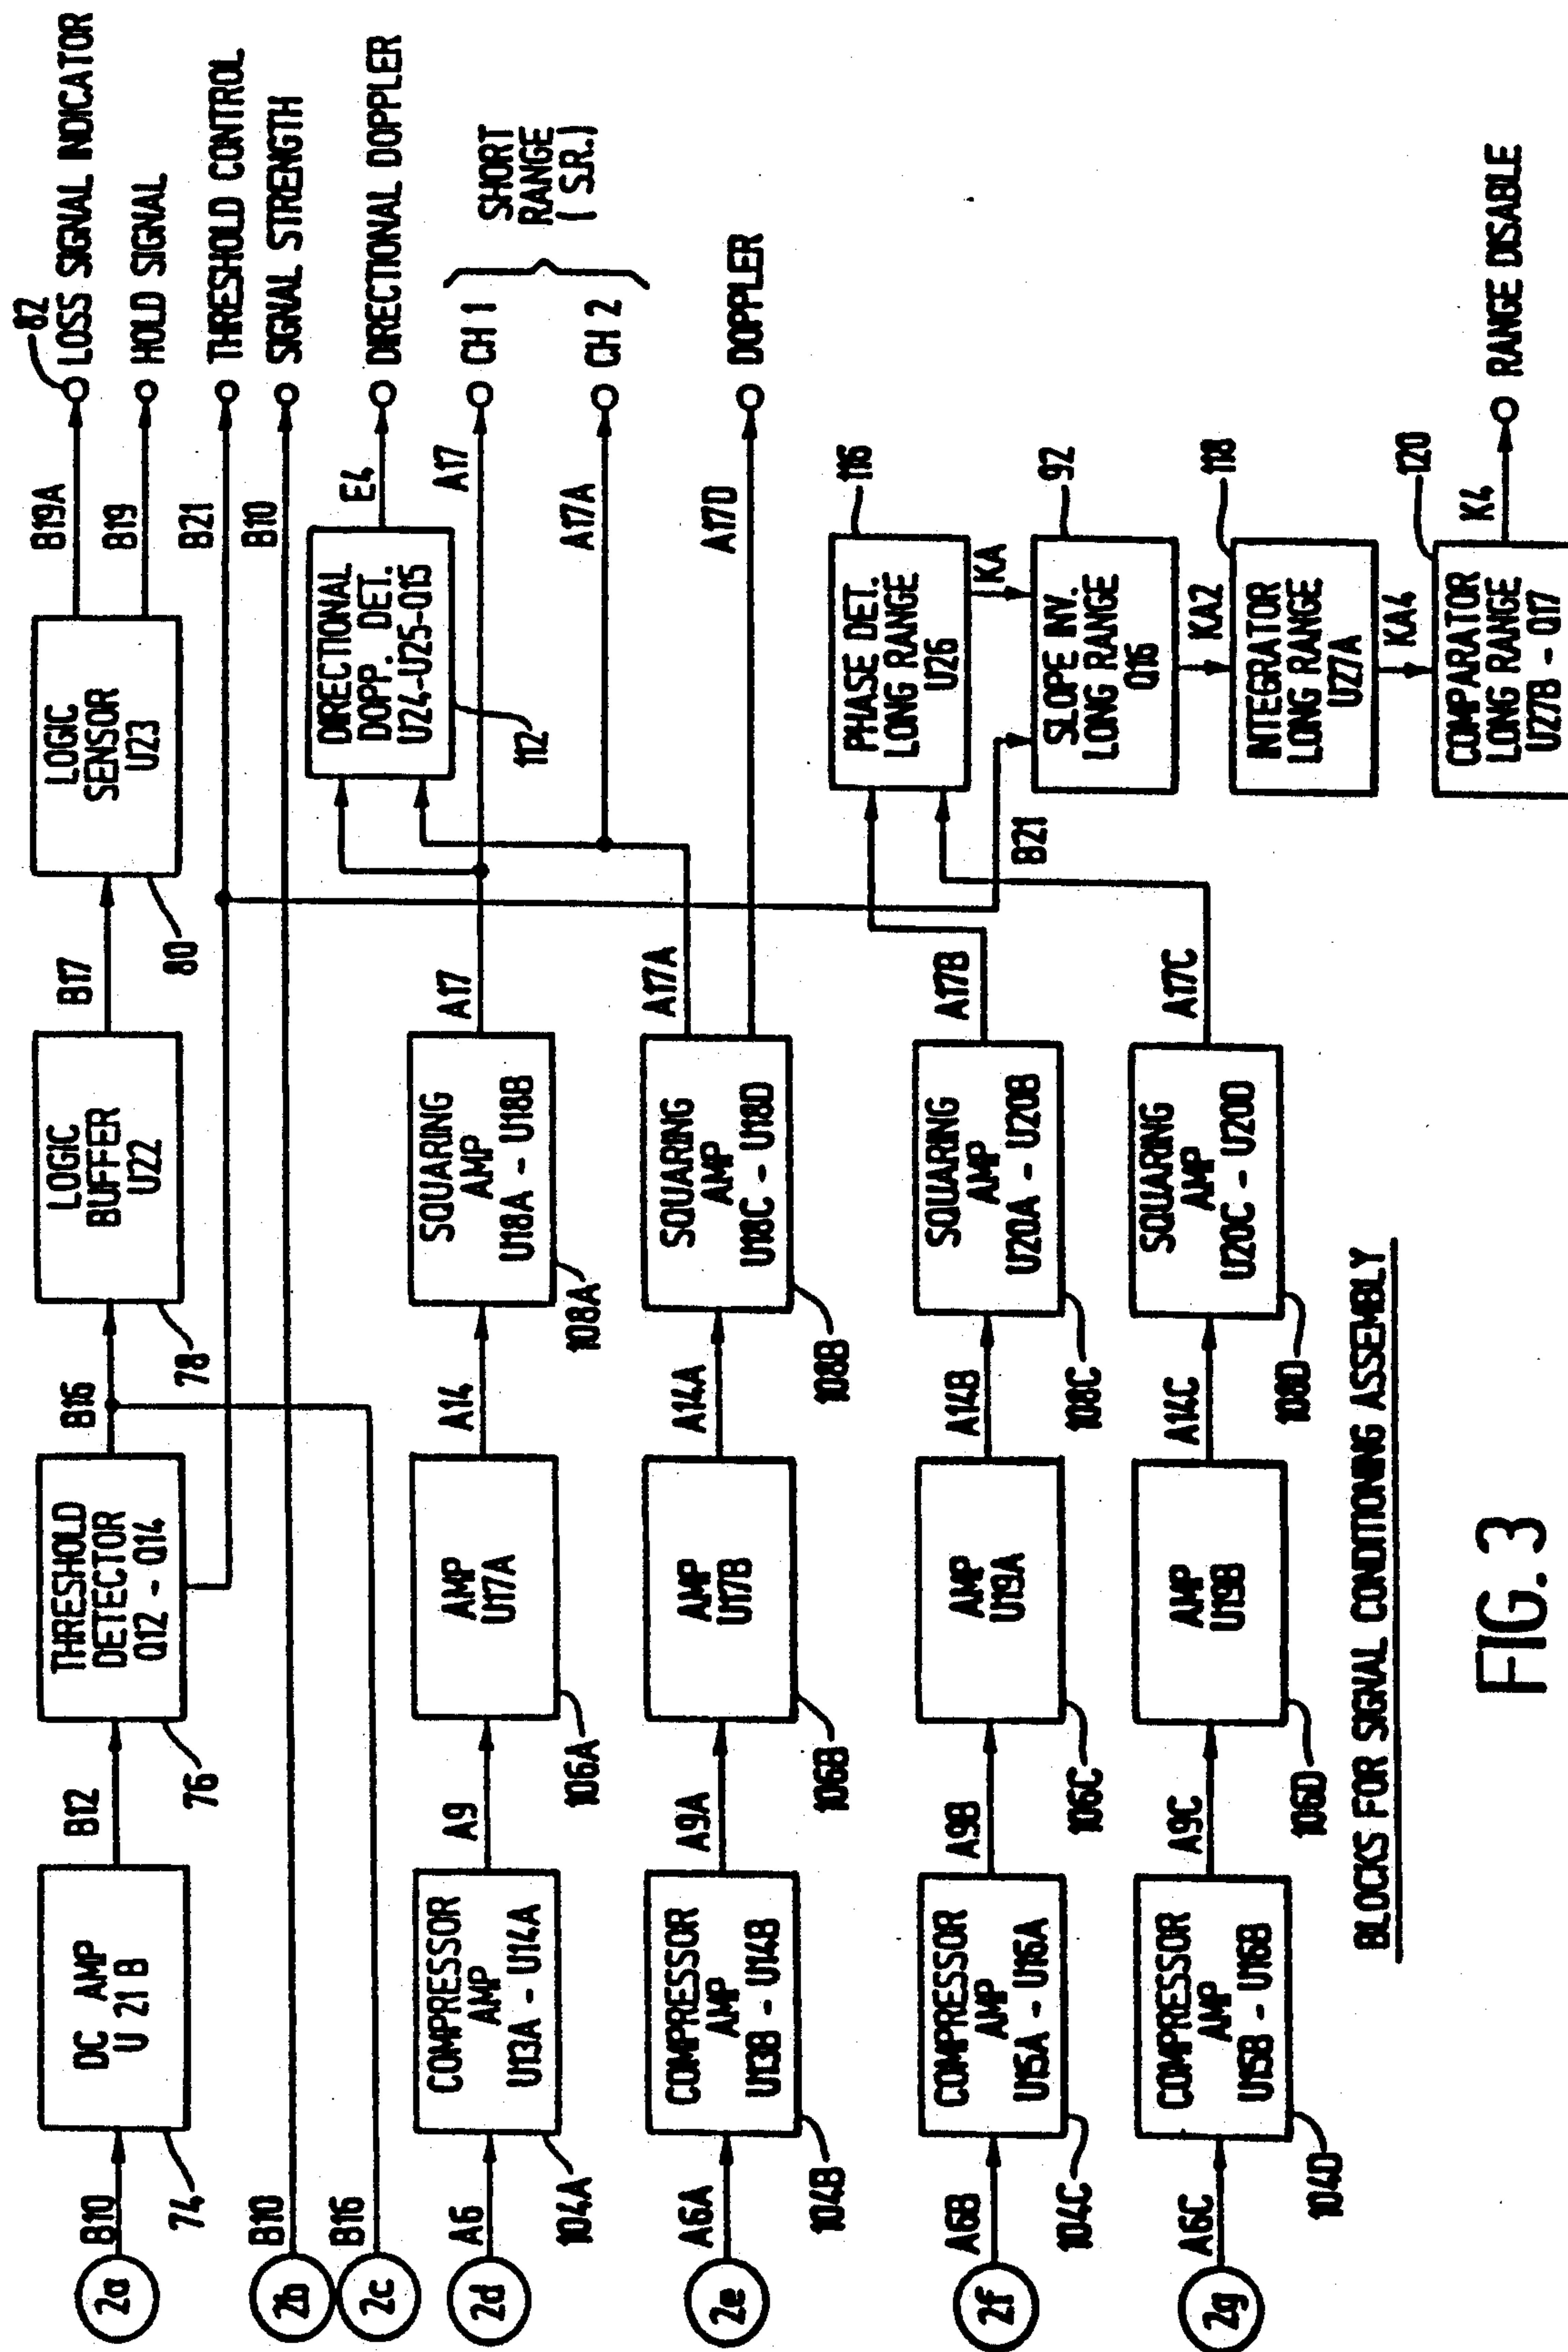 2a
B10
DC AMP
U 21 B
74
B12
THRESHOLD
DETECTOR
Q12 - Q14
76
B16
LOGIC
BUFFER
U22
78
B17
LOGIC
SENSOR
U23
80
B19A
82
LOSS SIGNAL INDICATOR
B19
HOLD SIGNAL
B21
THRESHOLD CONTROL
2b
B10
B10
SIGNAL STRENGTH
2c
B16
DIRECTIONAL
DOPP. DET.
U24-U25-Q15
112
E4
DIRECTIONAL DOPPLER
2d
A6
COMPRESSOR
AMP
U13A - U14A
104A
A9
AMP
U17A
106A
A14
SQUARING
AMP
U18A - U18B
108A
A17
A17
CH 1
SHORT
RANGE
( S.R.)
A17A
CH 2
2e
A6A
COMPRESSOR
AMP
U13B - U14B
104B
A9A
AMP
U17B
106B
A14A
SQUARING
AMP
U18C - U18D
108B
A17A
A17D
DOPPLER
2f
A6B
COMPRESSOR
AMP
U15A - U16A
104C
A9B
AMP
U19A
106C
A14B
SQUARING
AMP
U20A - U20B
108C
A17B
PHASE DET.
LONG RANGE
U26
116
KA
B21
SLOPE INV.
LONG RANGE
Q16
92
KA2
2g
A6C
COMPRESSOR
AMP
U15B - U16B
104D
A9C
AMP
U19B
106D
A14C
SQUARING
AMP
U20C - U20D
108D
A17C
INTEGRATOR
LONG RANGE
U27A
118
KA4
COMPARATOR
LONG RANGE
U27B - Q17
120
K4
RANGE DISABLE
BLOCKS FOR SIGNAL CONDITIONING ASSEMBLY
FIG. 3